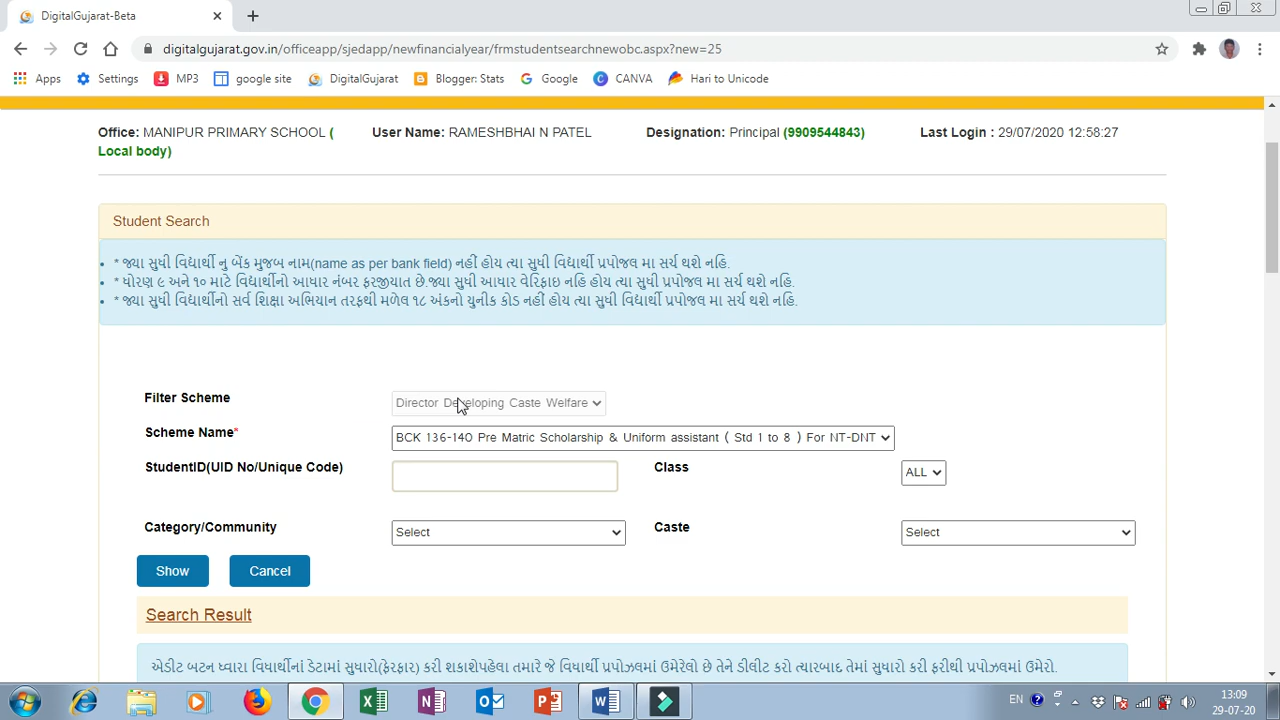 DigitalGujarat-Beta
digitalgujarat.gov.in/officeapp/sjedapp/newfinancialyear/frmstudentsearchnewobc.aspx?new=25
Apps Settings MP3 google site DigitalGujarat Blogger: Stats Google CANVA Hari to Unicode
Office: MANIPUR PRIMARY SCHOOL ( User Name: RAMESHBHAI N PATEL Designation: Principal (9909544843) Last Login : 29/07/2020 12:58:27
Local body)
Student Search
* જ્યા સુધી વિદ્યાર્થી નુ બેંક મુજબ નામ(name as per bank field) નહીં હોય ત્યા સુધી વિદ્યાર્થી પ્રપોજલ મા સર્ચ થશે નહિ.
* ધોરણ ૯ અને ૧૦ માટે વિદ્યાર્થીનો આધાર નંબર ફરજીયાત છે.જ્યા સુધી આધાર વેરિફાઇ નહિ હોય ત્યા સુધી વિદ્યાર્થી પ્રપોજલ મા સર્ચ થશે નહિ.
* જ્યા સુધી વિદ્યાર્થીનો સર્વ શિક્ષા અભિયાન તરફથી મળેલ ૧૮ અંકનો યુનીક કોડ નહીં હોય ત્યા સુધી વિદ્યાર્થી પ્રપોજલ મા સર્ચ થશે નહિ.
Filter Scheme Director Developing Caste Welfare
Scheme Name* BCK 136-140 Pre Matric Scholarship & Uniform assistant ( Std 1 to 8 ) For NT-DNT
StudentID(UID No/Unique Code) Class ALL
Category/Community Select Caste Select
Show Cancel
Search Result
એડીટ બટન ધ્વારા વિધાર્થીનાં ડેટામાં સુધારો(ફેરફાર) કરી શકાશેપહેલા તમારે જે વિધાર્થી પ્રપોઝલમાં ઉમેરેલો છે તેને ડીલીટ કરો ત્યારબાદ તેમાં સુધારો કરી ફરીથી પ્રપોઝલમાં ઉમેરો.
EN 13:09
29-07-20